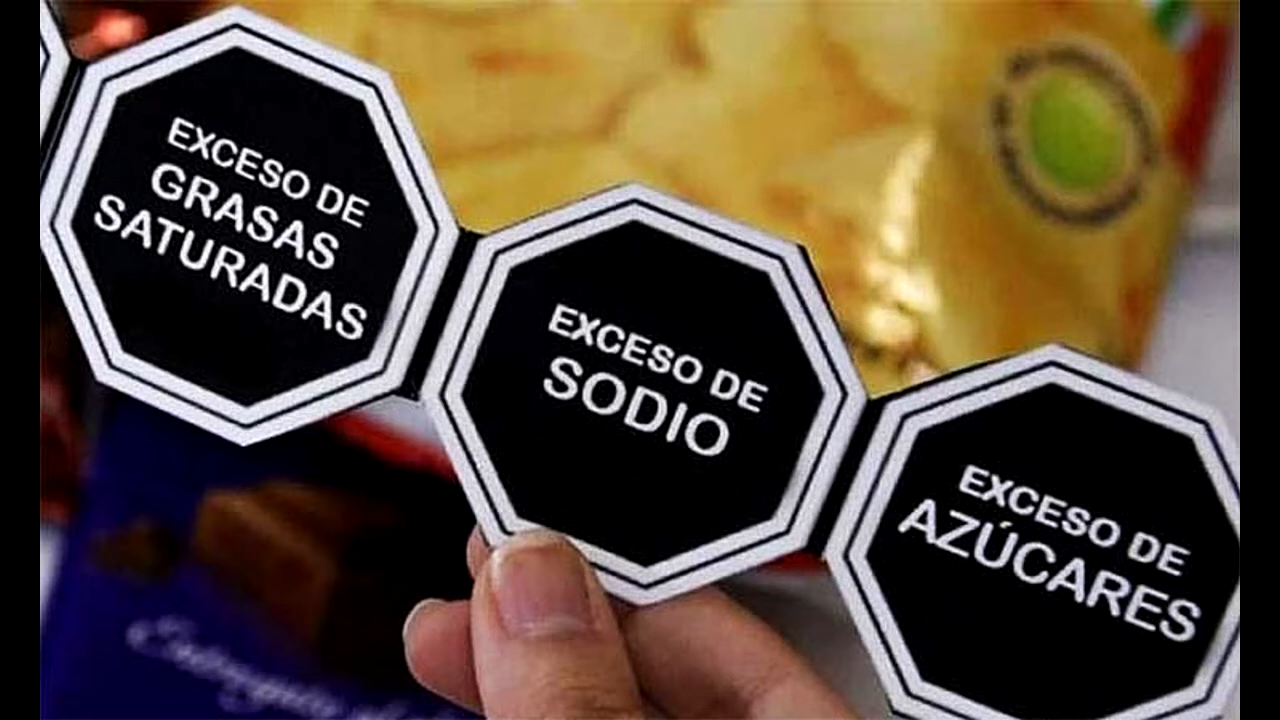 EXCESO DE
GRASAS
SATURADAS
EXCESO DE
SODIO
EXCESO DE
AZÚCARES